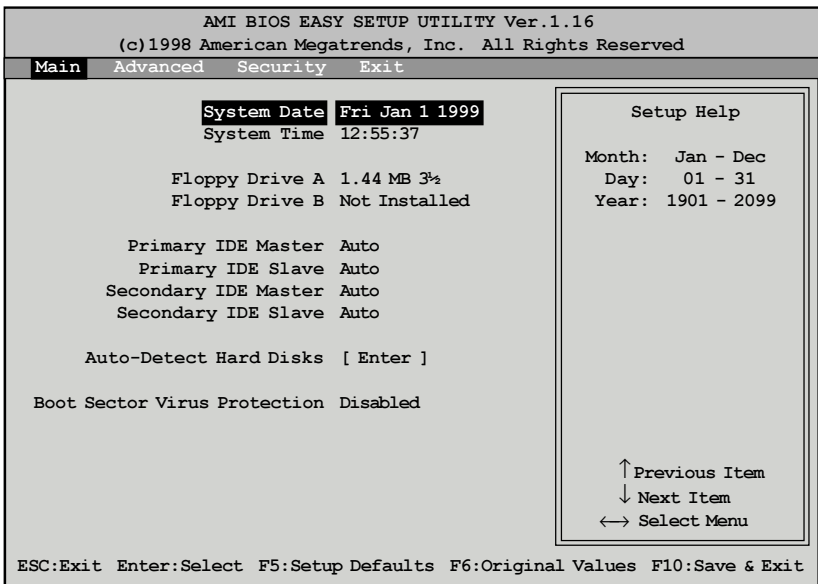 AMI BIOS EASY SETUP UTILITY Ver.1.16
(c)1998 American Megatrends, Inc. All Rights Reserved
Main Advanced Security Exit
System Date Fri Jan 1 1999
System Time 12:55:37
Floppy Drive A 1.44 MB 3½
Floppy Drive B Not Installed
Primary IDE Master Auto
Primary IDE Slave Auto
Secondary IDE Master Auto
Secondary IDE Slave Auto
Auto-Detect Hard Disks [ Enter ]
Boot Sector Virus Protection Disabled
Setup Help
Month: Jan - Dec
Day: 01 - 31
Year: 1901 - 2099
↑ Previous Item
↓ Next Item
←→ Select Menu
ESC:Exit Enter:Select F5:Setup Defaults F6:Original Values F10:Save & Exit